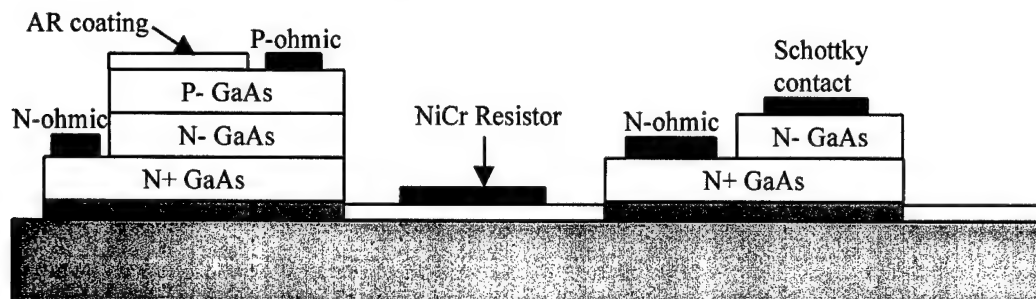 AR coating
P-ohmic
P- GaAs
N-ohmic
N- GaAs
N+ GaAs
NiCr Resistor
Schottky
contact
N-ohmic
N- GaAs
N+ GaAs